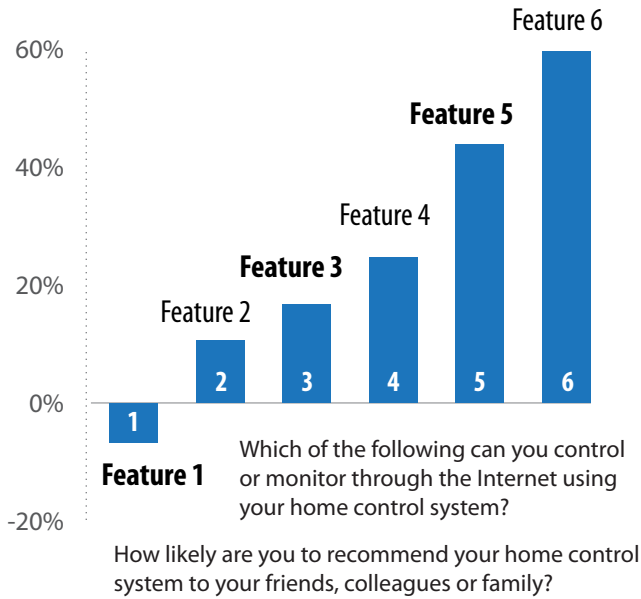 Feature 6
60%
Feature 5
40%
Feature 4
Feature 3
20%
Feature 2
2 3 4 5 6
0%
1
Feature 1
-20%
Which of the following can you control
or monitor through the Internet using
your home control system?
How likely are you to recommend your home control
system to your friends, colleagues or family?